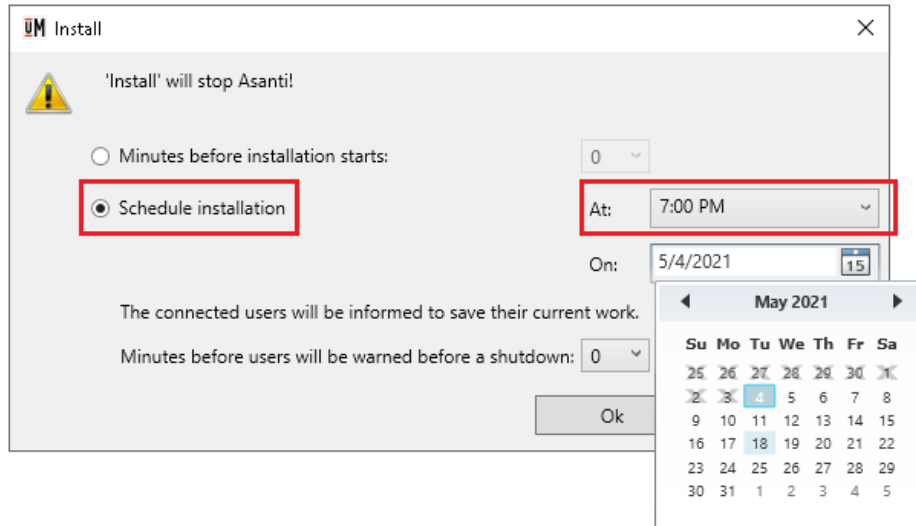 ūM Install
'Install' will stop Asanti!
Minutes before installation starts: 0
Schedule installation At: 7:00 PM
On: 5/4/2021 15
The connected users will be informed to save their current work.
Minutes before users will be warned before a shutdown: 0
Ok
May 2021
Su Mo Tu We Th Fr Sa
25 26 27 28 29 30 1
2 3 4 5 6 7 8
9 10 11 12 13 14 15
16 17 18 19 20 21 22
23 24 25 26 27 28 29
30 31 1 2 3 4 5